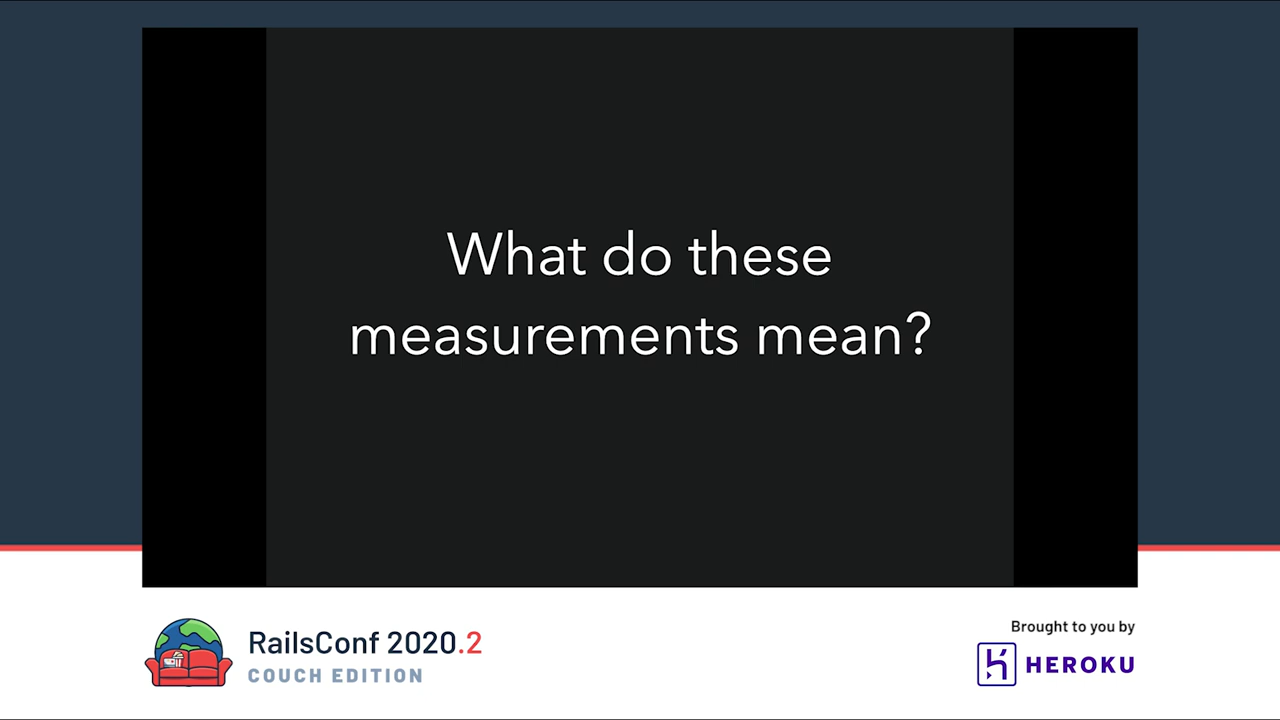 What do these
measurements mean?
RailsConf 2020.2
COUCH EDITION
Brought to you by
HEROKU